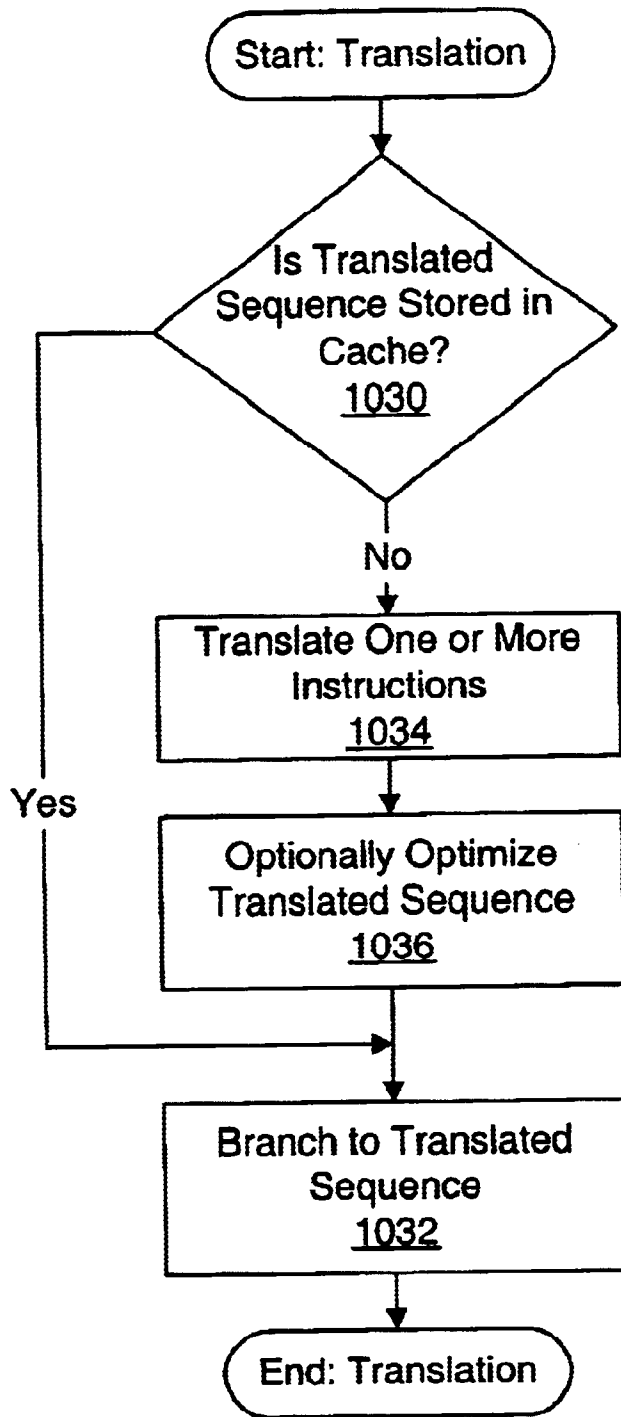 Start: Translation
Is Translated
Sequence Stored in
Cache?
1030
No
Translate One or More
Instructions
1034
Yes
Optionally Optimize
Translated Sequence
1036
Branch to Translated
Sequence
1032
End: Translation